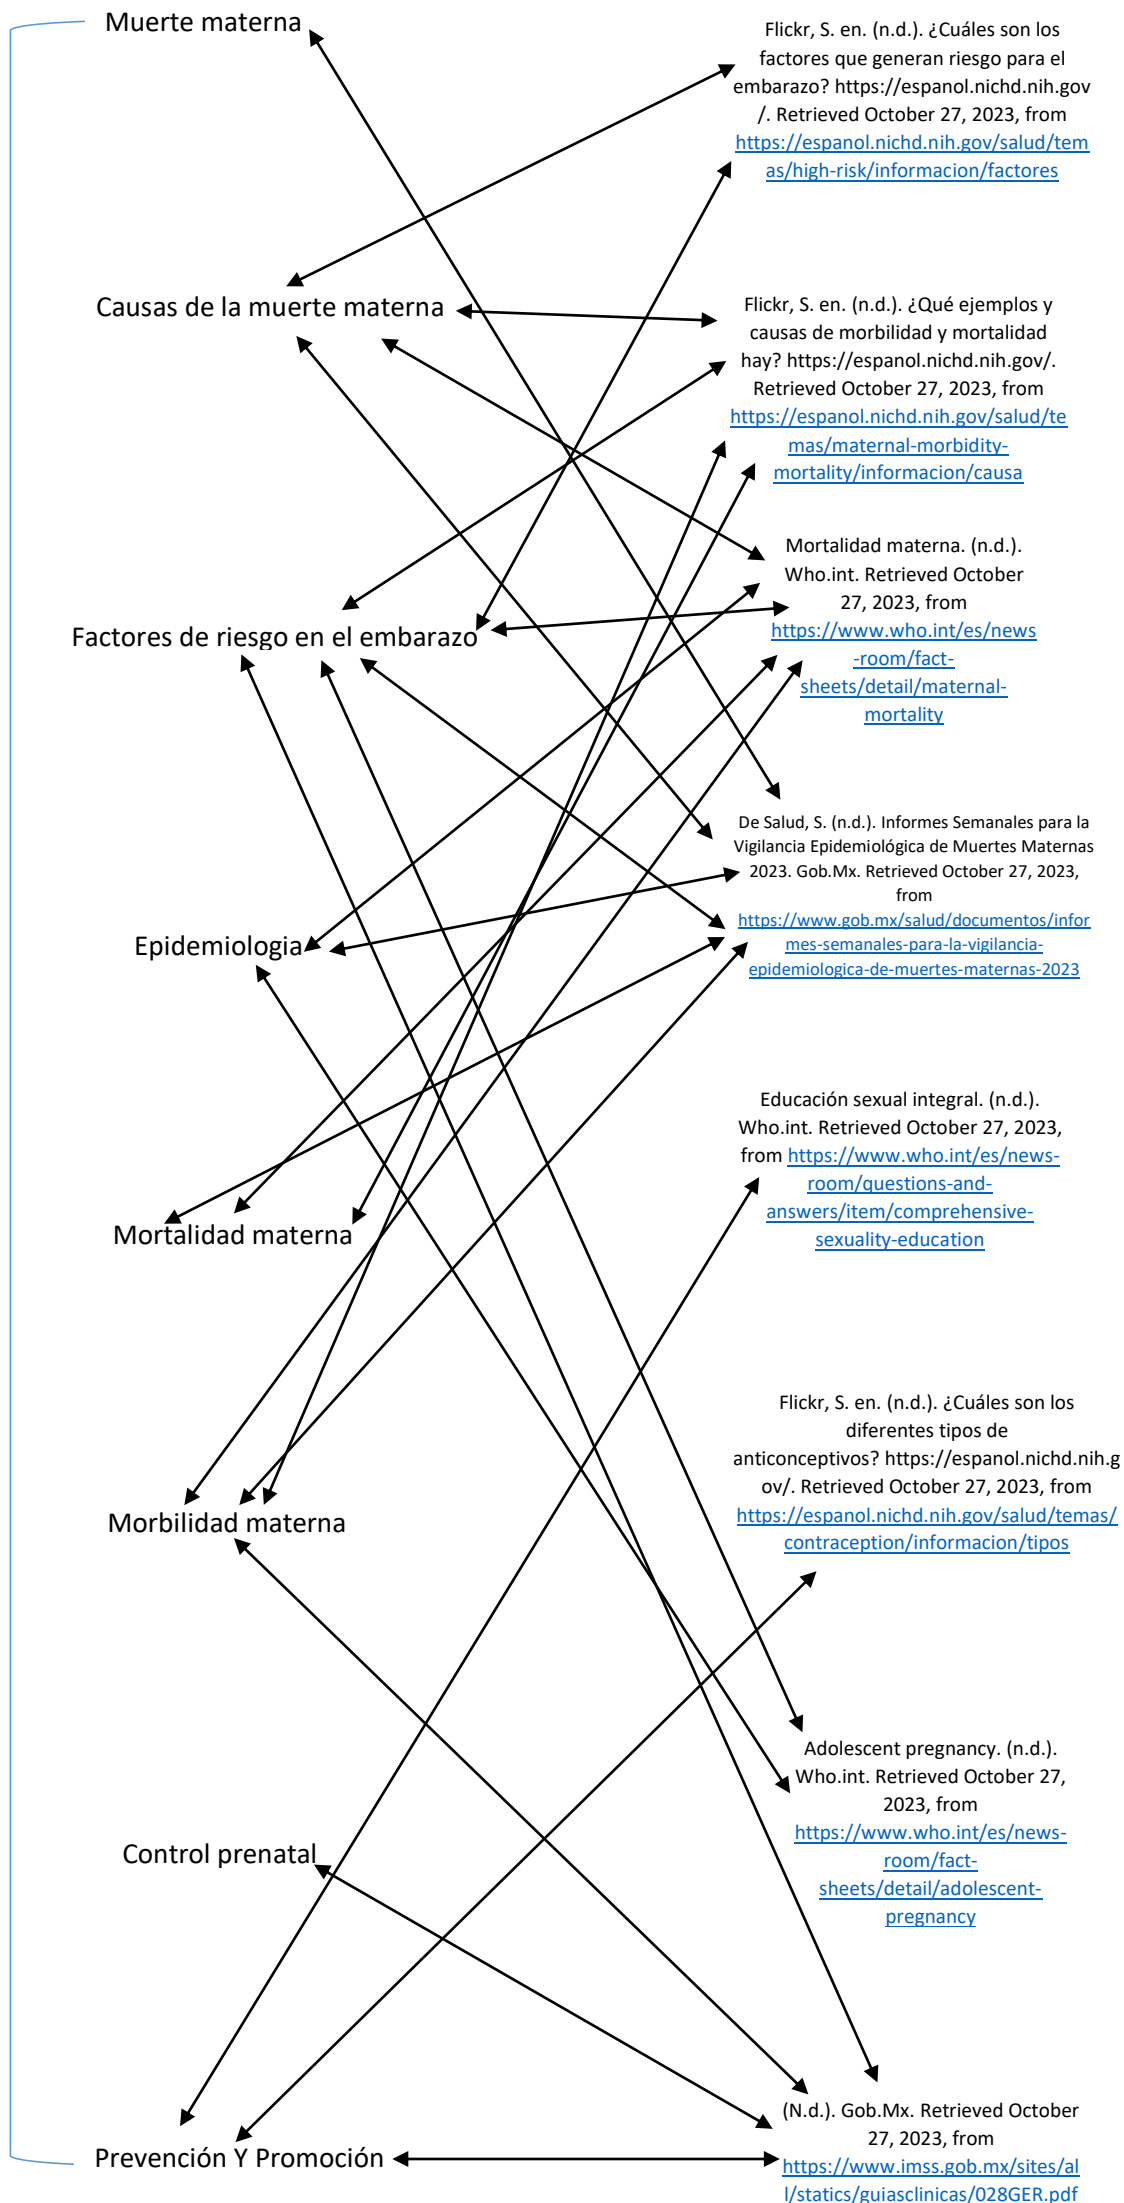 Muerte materna
Flickr, S. en. (n.d.). ¿Cuáles son los
factores que generan riesgo para el
embarazo? https://espanol.nichd.nih.gov
/. Retrieved October 27, 2023, from
https://espanol.nichd.nih.gov/salud/tem
as/high-risk/informacion/factores
Causas de la muerte materna
Flickr, S. en. (n.d.). ¿Qué ejemplos y
causas de morbilidad y mortalidad
hay? https://espanol.nichd.nih.gov/.
Retrieved October 27, 2023, from
https://espanol.nichd.nih.gov/salud/te
mas/maternal-morbidity-
mortality/informacion/causa
Mortalidad materna. (n.d.).
Who.int. Retrieved October
27, 2023, from
https://www.who.int/es/news
-room/fact-
sheets/detail/maternal-
mortality
Factores de riesgo en el embarazo
De Salud, S. (n.d.). Informes Semanales para la
Vigilancia Epidemiológica de Muertes Maternas
2023. Gob.Mx. Retrieved October 27, 2023,
from
https://www.gob.mx/salud/documentos/infor
mes-semanales-para-la-vigilancia-
epidemiologica-de-muertes-maternas-2023
Epidemiologia
Educación sexual integral. (n.d.).
Who.int. Retrieved October 27, 2023,
from https://www.who.int/es/news-
room/questions-and-
answers/item/comprehensive-
sexuality-education
Mortalidad materna
Flickr, S. en. (n.d.). ¿Cuáles son los
diferentes tipos de
anticonceptivos? https://espanol.nichd.nih.g
ov/. Retrieved October 27, 2023, from
https://espanol.nichd.nih.gov/salud/temas/
contraception/informacion/tipos
Morbilidad materna
Adolescent pregnancy. (n.d.).
Who.int. Retrieved October 27,
2023, from
https://www.who.int/es/news-
room/fact-
sheets/detail/adolescent-
pregnancy
Control prenatal
(N.d.). Gob.Mx. Retrieved October
27, 2023, from
https://www.imss.gob.mx/sites/al
l/statics/guiasclinicas/028GER.pdf
Prevención Y Promoción